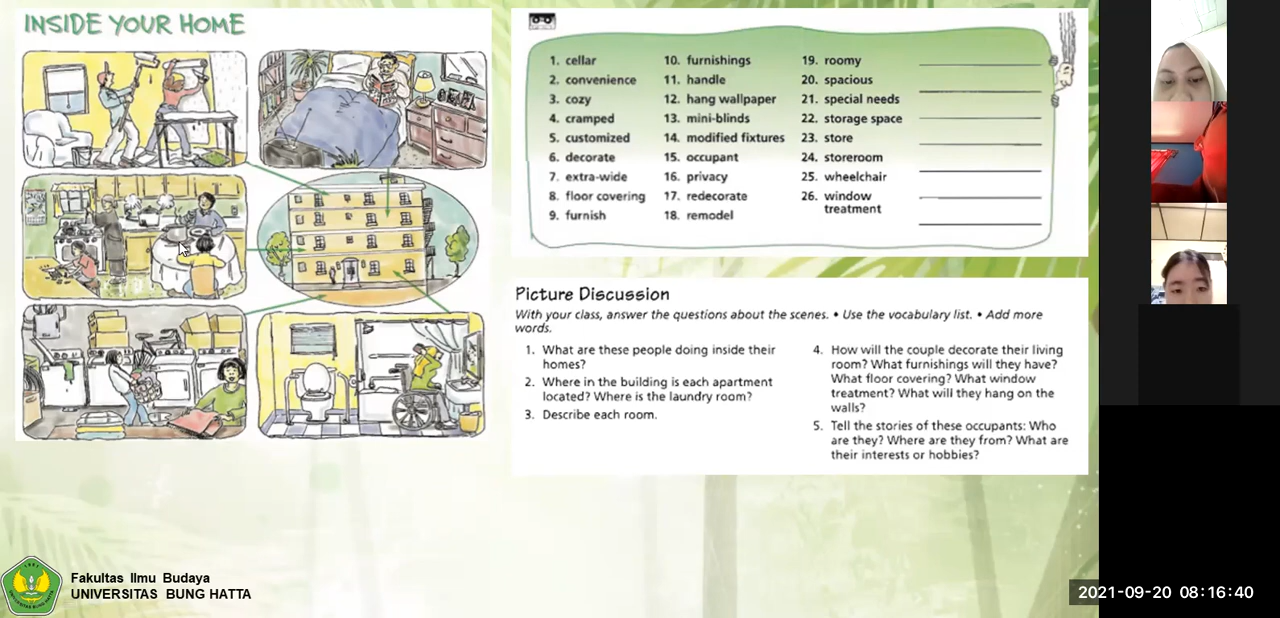 INSIDE YOUR HOME
1. cellar
2. convenience
3. cozy
4. cramped
5. customized
6. decorate
7. extra-wide
8. floor covering
9. furnish
10. furnishings
11. handle
12. hang wallpaper
13. mini-blinds
14. modified fixtures
15. occupant
16. privacy
17. redecorate
18. remodel
19. roomy
20. spacious
21. special needs
22. storage space
23. store
24. storeroom
25. wheelchair
26. window
treatment
Picture Discussion
With your class, answer the questions about the scenes. • Use the vocabulary list. • Add more
words.
1. What are these people doing inside their
homes?
2. Where in the building is each apartment
located? Where is the laundry room?
3. Describe each room.
4. How will the couple decorate their living
room? What furnishings will they have?
What floor covering? What window
treatment? What will they hang on the
walls?
5. Tell the stories of these occupants: Who
are they? Where are they from? What are
their interests or hobbies?
Fakultas Ilmu Budaya
UNIVERSITAS BUNG HATTA
2021-09-20 08:16:40